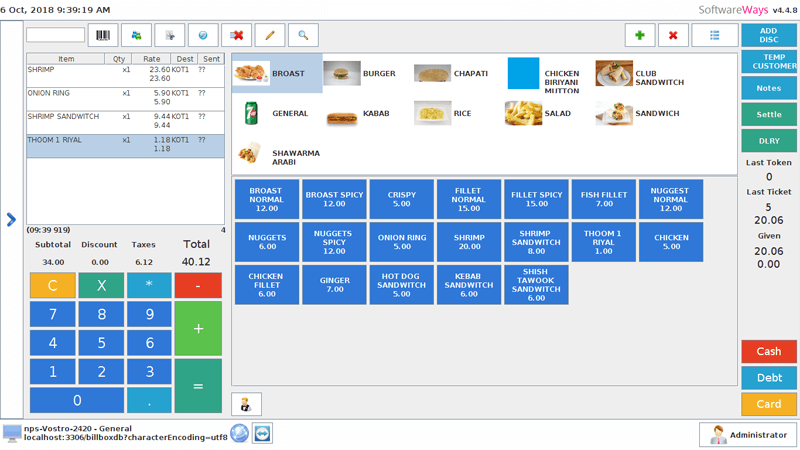 6 Oct, 2018 9:39:19 AM
SoftwareWays v4.4.8
Item Qty Rate Dest Sent
SHRIMP x1 23.60 KOT1 ??
23.60
ONION RING x1 5.90 KOT1 ??
5.90
SHRIMP SANDWITCH x1 9.44 KOT1 ??
9.44
THOOM 1 RIYAL x1 1.18 KOT1 ??
1.18
(09:39 919) 4
Subtotal Discount Taxes Total
34.00 0.00 6.12 40.12
C X * -
7 8 9 +
4 5 6
1 2 3 =
0 .
BROAST
BURGER
CHAPATI
CHICKEN
BIRIYANI
MUTTON
CLUB
SANDWITCH
GENERAL
KABAB
RICE
SALAD
SANDWICH
SHAWARMA
ARABI
BROAST
NORMAL
12.00
BROAST SPICY
12.00
CRISPY
5.00
FILLET
NORMAL
15.00
FILLET SPICY
15.00
FISH FILLET
7.00
NUGGEST
NORMAL
12.00
NUGGETS
6.00
NUGGETS
SPICY
12.00
ONION RING
5.00
SHRIMP
20.00
SHRIMP
SANDWITCH
8.00
THOOM 1
RIYAL
1.00
CHICKEN
5.00
CHICKEN
FILLET
6.00
GINGER
7.00
HOT DOG
SANDWITCH
5.00
KEBAB
SANDWITCH
6.00
SHISH
TAWOOK
SANDWITCH
6.00
ADD
DISC
TEMP
CUSTOMER
Notes
Settle
DLRY
Last Token
0
Last Ticket
5
20.06
Given
20.06
0.00
Cash
Debt
Card
nps-Vostro-2420 - General
localhost:3306/billboxdb?characterEncoding=utf8
Administrator